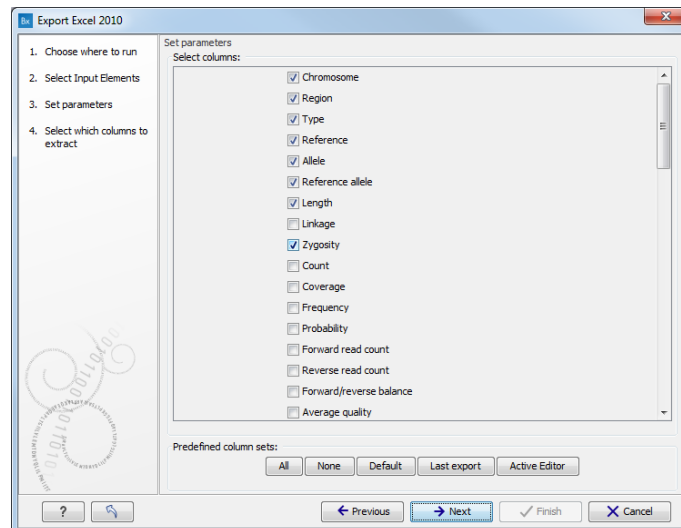 Bx Export Excel 2010
1. Choose where to run
2. Select Input Elements
3. Set parameters
4. Select which columns to
extract
Set parameters
Select columns:
Chromosome
Region
Type
Reference
Allele
Reference allele
Length
Linkage
Zygosity
Count
Coverage
Frequency
Probability
Forward read count
Reverse read count
Forward/reverse balance
Average quality
Predefined column sets:
All None Default Last export Active Editor
? Previous Next Finish Cancel